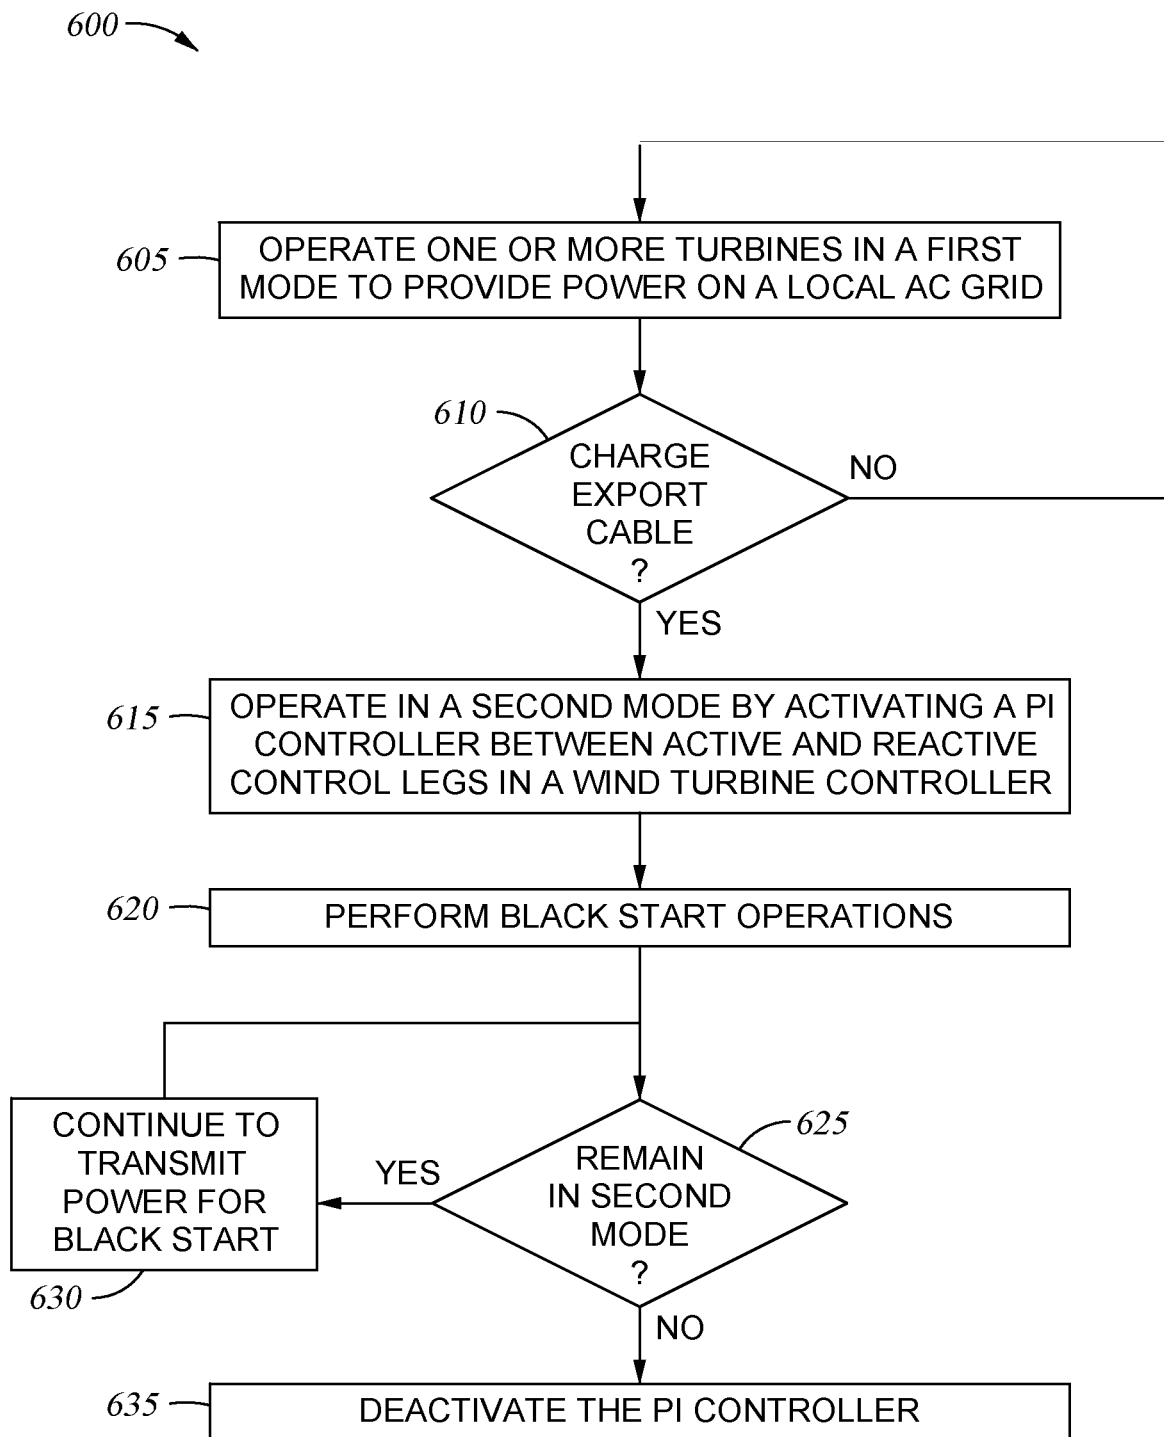 600
605
OPERATE ONE OR MORE TURBINES IN A FIRST
MODE TO PROVIDE POWER ON A LOCAL AC GRID
610
CHARGE
EXPORT
CABLE
?
NO
YES
615
OPERATE IN A SECOND MODE BY ACTIVATING A PI
CONTROLLER BETWEEN ACTIVE AND REACTIVE
CONTROL LEGS IN A WIND TURBINE CONTROLLER
620
PERFORM BLACK START OPERATIONS
625
REMAIN
IN SECOND
MODE
?
YES
CONTINUE TO
TRANSMIT
POWER FOR
BLACK START
630
NO
635
DEACTIVATE THE PI CONTROLLER